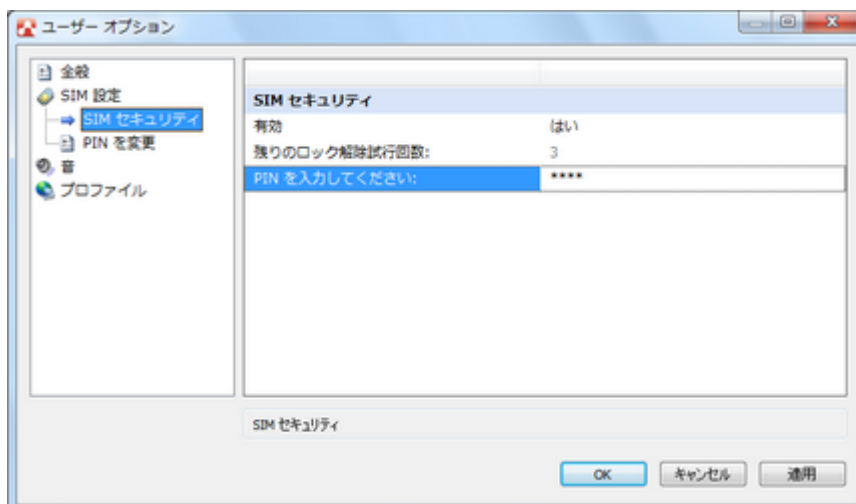 ユーザー オプション
全般
SIM 設定
SIM セキュリティ
PIN を変更
音
プロファイル
SIM セキュリティ
有効 はい
残りのロック解除試行回数: 3
PIN を入力してください: ****
SIM セキュリティ
OK キャンセル 適用